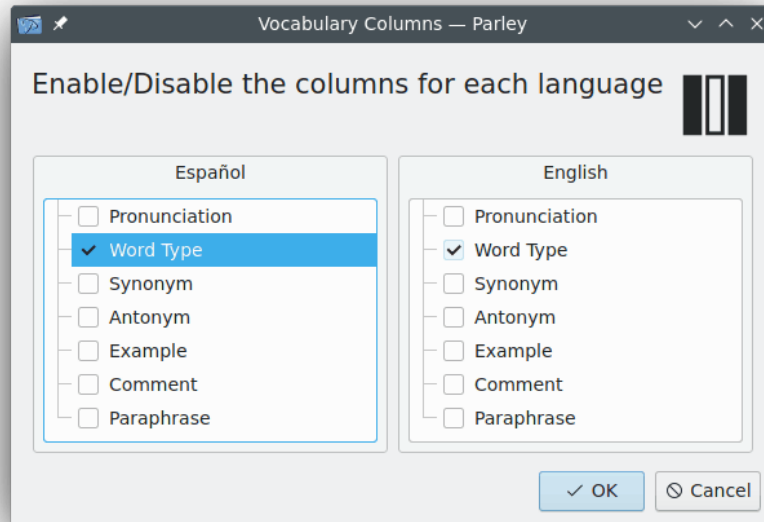 Vocabulary Columns — Parley
Enable/Disable the columns for each language
Español
Pronunciation
Word Type
Synonym
Antonym
Example
Comment
Paraphrase
English
Pronunciation
Word Type
Synonym
Antonym
Example
Comment
Paraphrase
OK
Cancel